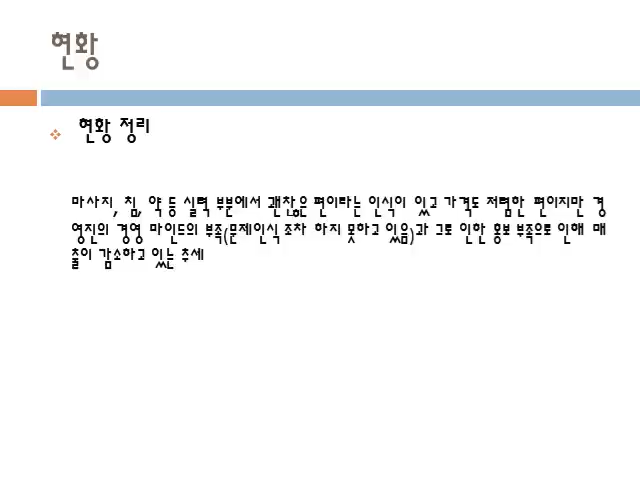 현황
현황 정리
마사지, 침, 약 등 실력 부분에서 괜찮은 편이라는 인식이 있고 가격도 저렴한 편이지만 경
영진의 경영 마인드의 부족(문제인식 조차 하지 못하고 있음)과 그로 인한 홍보 부족으로 인해 매
출이 감소하고 있는 추세